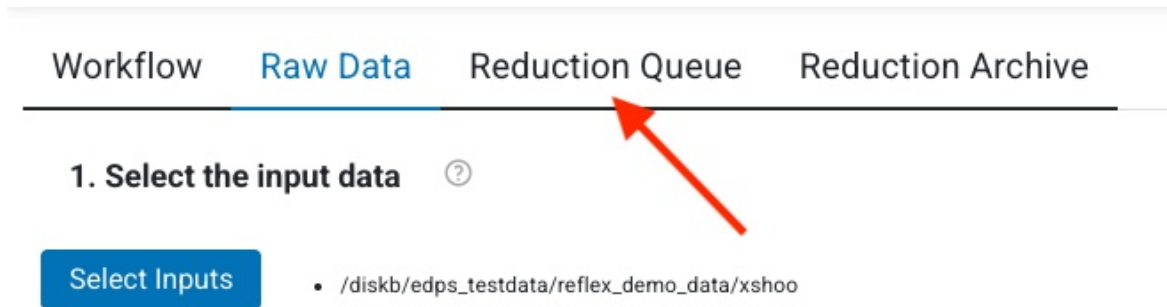 Workflow Raw Data Reduction Queue Reduction Archive
1. Select the input data ?
Select Inputs • /diskb/edps_testdata/reflex_demo_data/xshoo